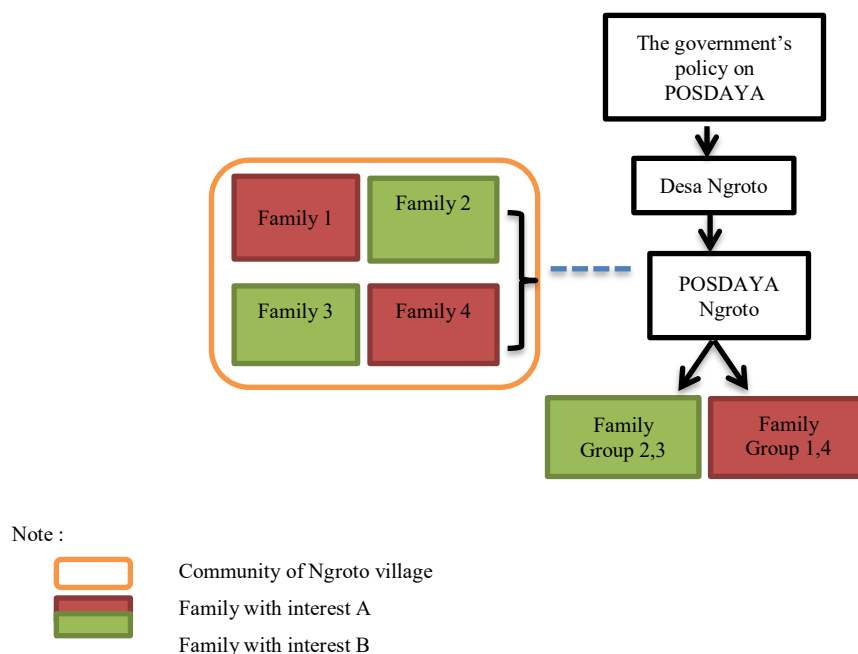 The government’s
policy on
POSDAYA
Desa Ngroto
Family 1
Family 2
Family 3
Family 4
POSDAYA
Ngroto
Family
Group 2,3
Family
Group 1,4
Note :
Community of Ngroto village
Family with interest A
Family with interest B